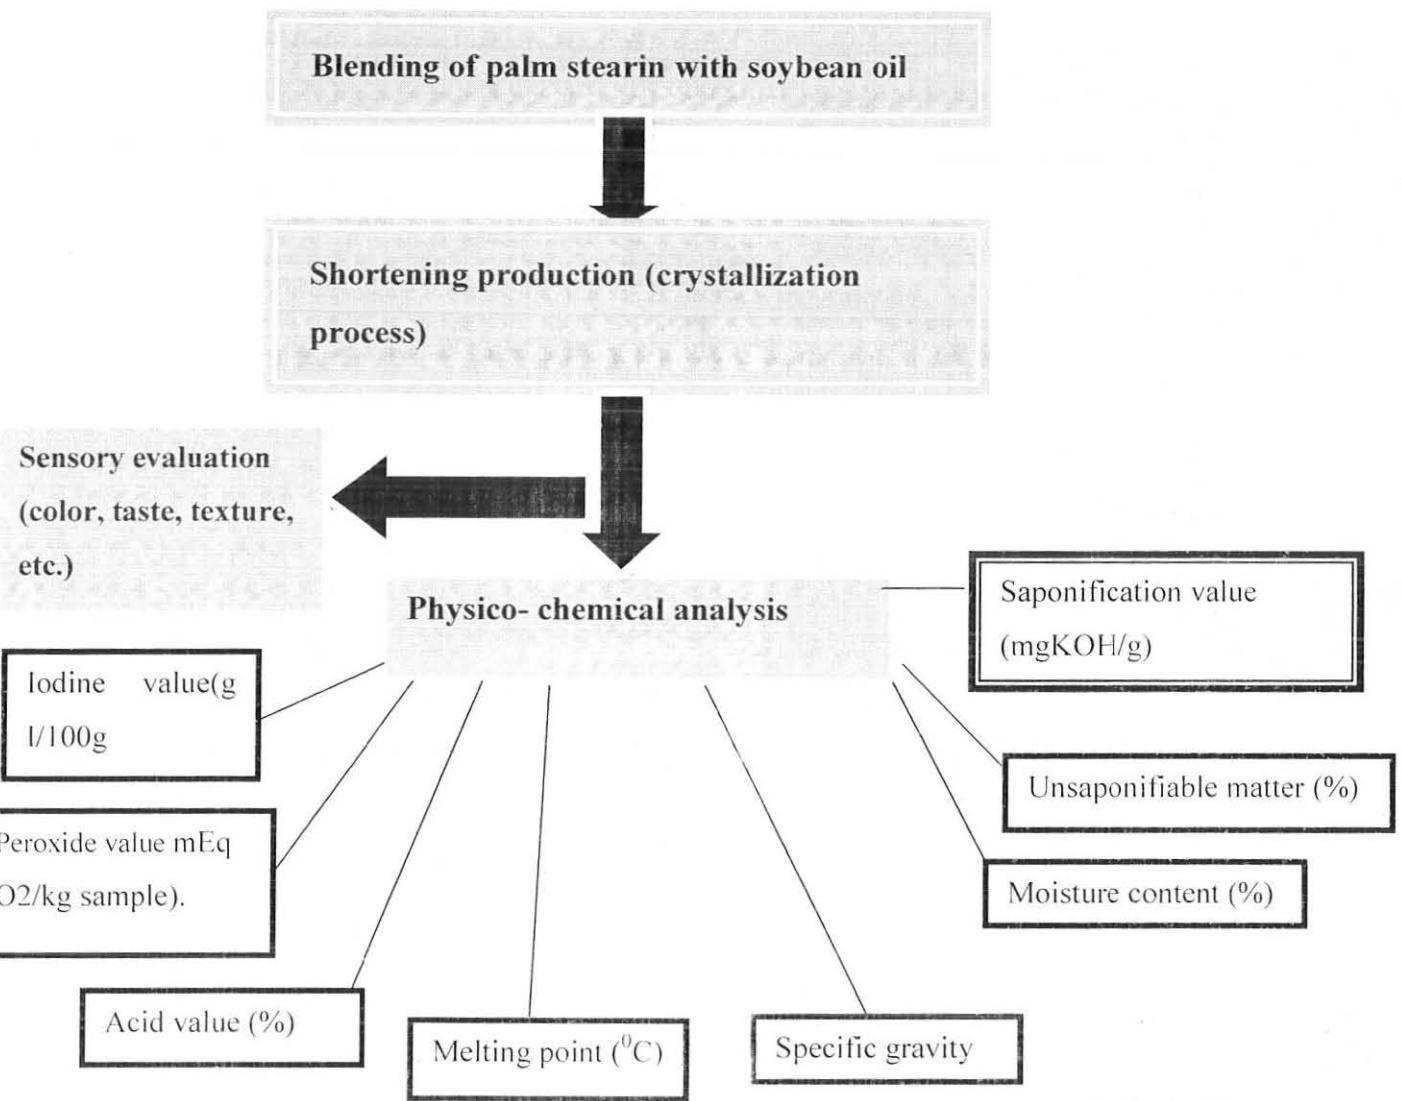 Blending of palm stearin with soybean oil
Shortening production (crystallization
process)
Sensory evaluation
(color, taste, texture,
etc.)
Physico- chemical analysis
Saponification value
(mgKOH/g)
Iodine value(g
I/100g
Unsaponifiable matter (%)
Peroxide value mEq
O2/kg sample).
Moisture content (%)
Acid value (%)
Melting point (⁰C)
Specific gravity